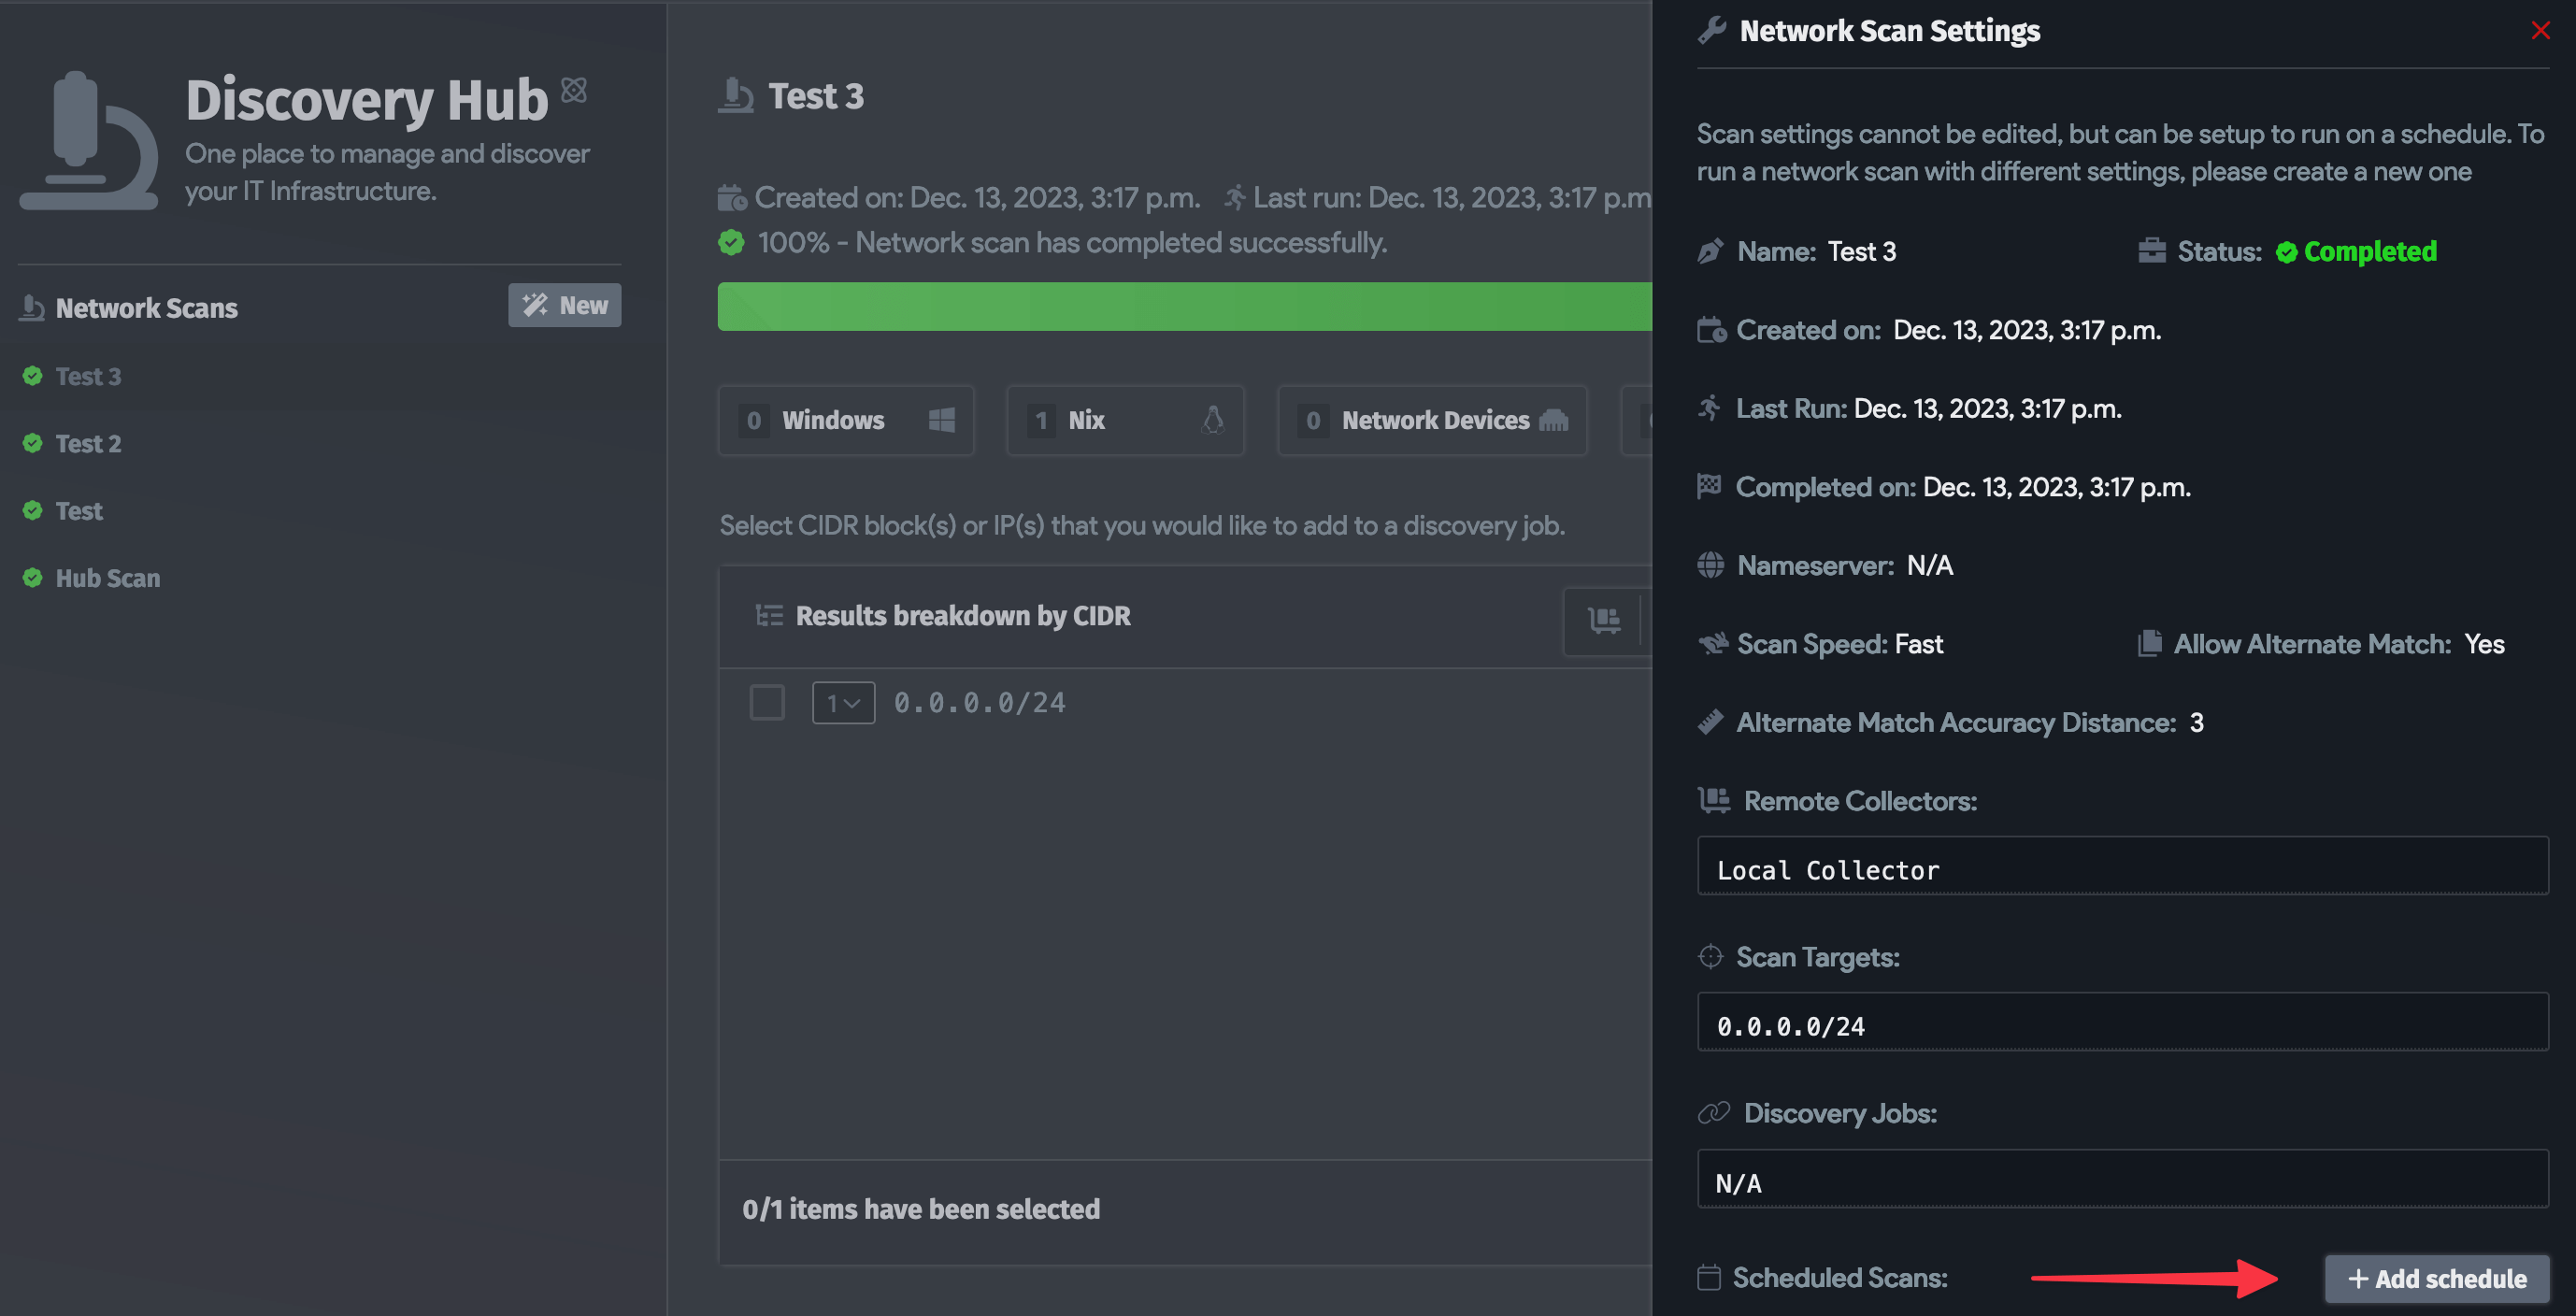 Discovery Hub
One place to manage and discover
your IT Infrastructure.
Network Scans
New
Test 3
Test 2
Test
Hub Scan
Test 3
Created on: Dec. 13, 2023, 3:17 p.m. Last run: Dec. 13, 2023, 3:17 p.m
100% - Network scan has completed successfully.
0 Windows
1 Nix
0 Network Devices
Select CIDR block(s) or IP(s) that you would like to add to a discovery job.
Results breakdown by CIDR
1 0.0.0.0/24
0/1 items have been selected
Network Scan Settings
Scan settings cannot be edited, but can be setup to run on a schedule. To
run a network scan with different settings, please create a new one
Name: Test 3 Status: Completed
Created on: Dec. 13, 2023, 3:17 p.m.
Last Run: Dec. 13, 2023, 3:17 p.m.
Completed on: Dec. 13, 2023, 3:17 p.m.
Nameserver: N/A
Scan Speed: Fast Allow Alternate Match: Yes
Alternate Match Accuracy Distance: 3
Remote Collectors:
Local Collector
Scan Targets:
0.0.0.0/24
Discovery Jobs:
N/A
Scheduled Scans:
+ Add schedule